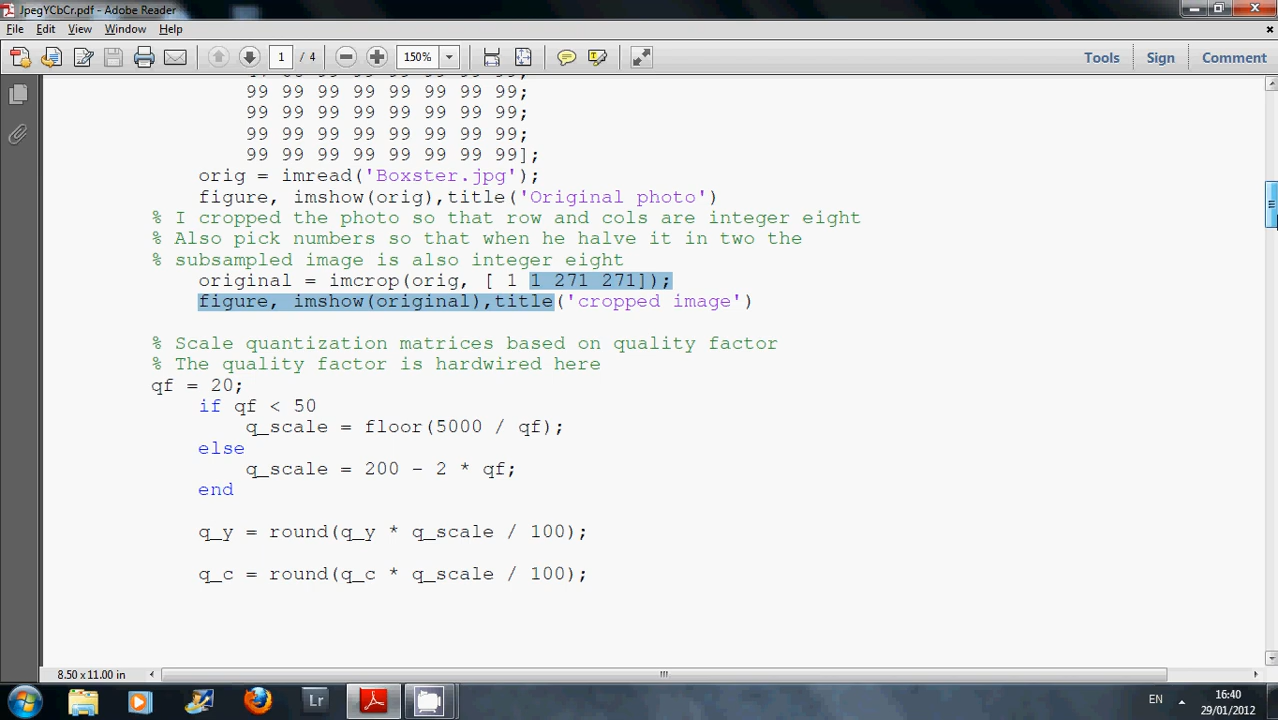 JpegYCbCr.pdf - Adobe Reader
File Edit View Window Help
1 / 4 150% Tools Sign Comment
99 99 99 99 99 99 99;
99 99 99 99 99 99 99;
99 99 99 99 99 99 99;
99 99 99 99 99 99 99];
orig = imread('Boxster.jpg');
figure, imshow(orig),title('Original photo')
% I cropped the photo so that row and cols are integer eight
% Also pick numbers so that when he halve it in two the
% subsampled image is also integer eight
original = imcrop(orig, [ 1 1 271 271]);
figure, imshow(original),title('cropped image')
% Scale quantization matrices based on quality factor
% The quality factor is hardwired here
qf = 20;
if qf < 50
q_scale = floor(5000 / qf);
else
q_scale = 200 - 2 * qf;
end
q_y = round(q_y * q_scale / 100);
q_c = round(q_c * q_scale / 100);
8.50 x 11.00 in
Lr EN 16:40
29/01/2012